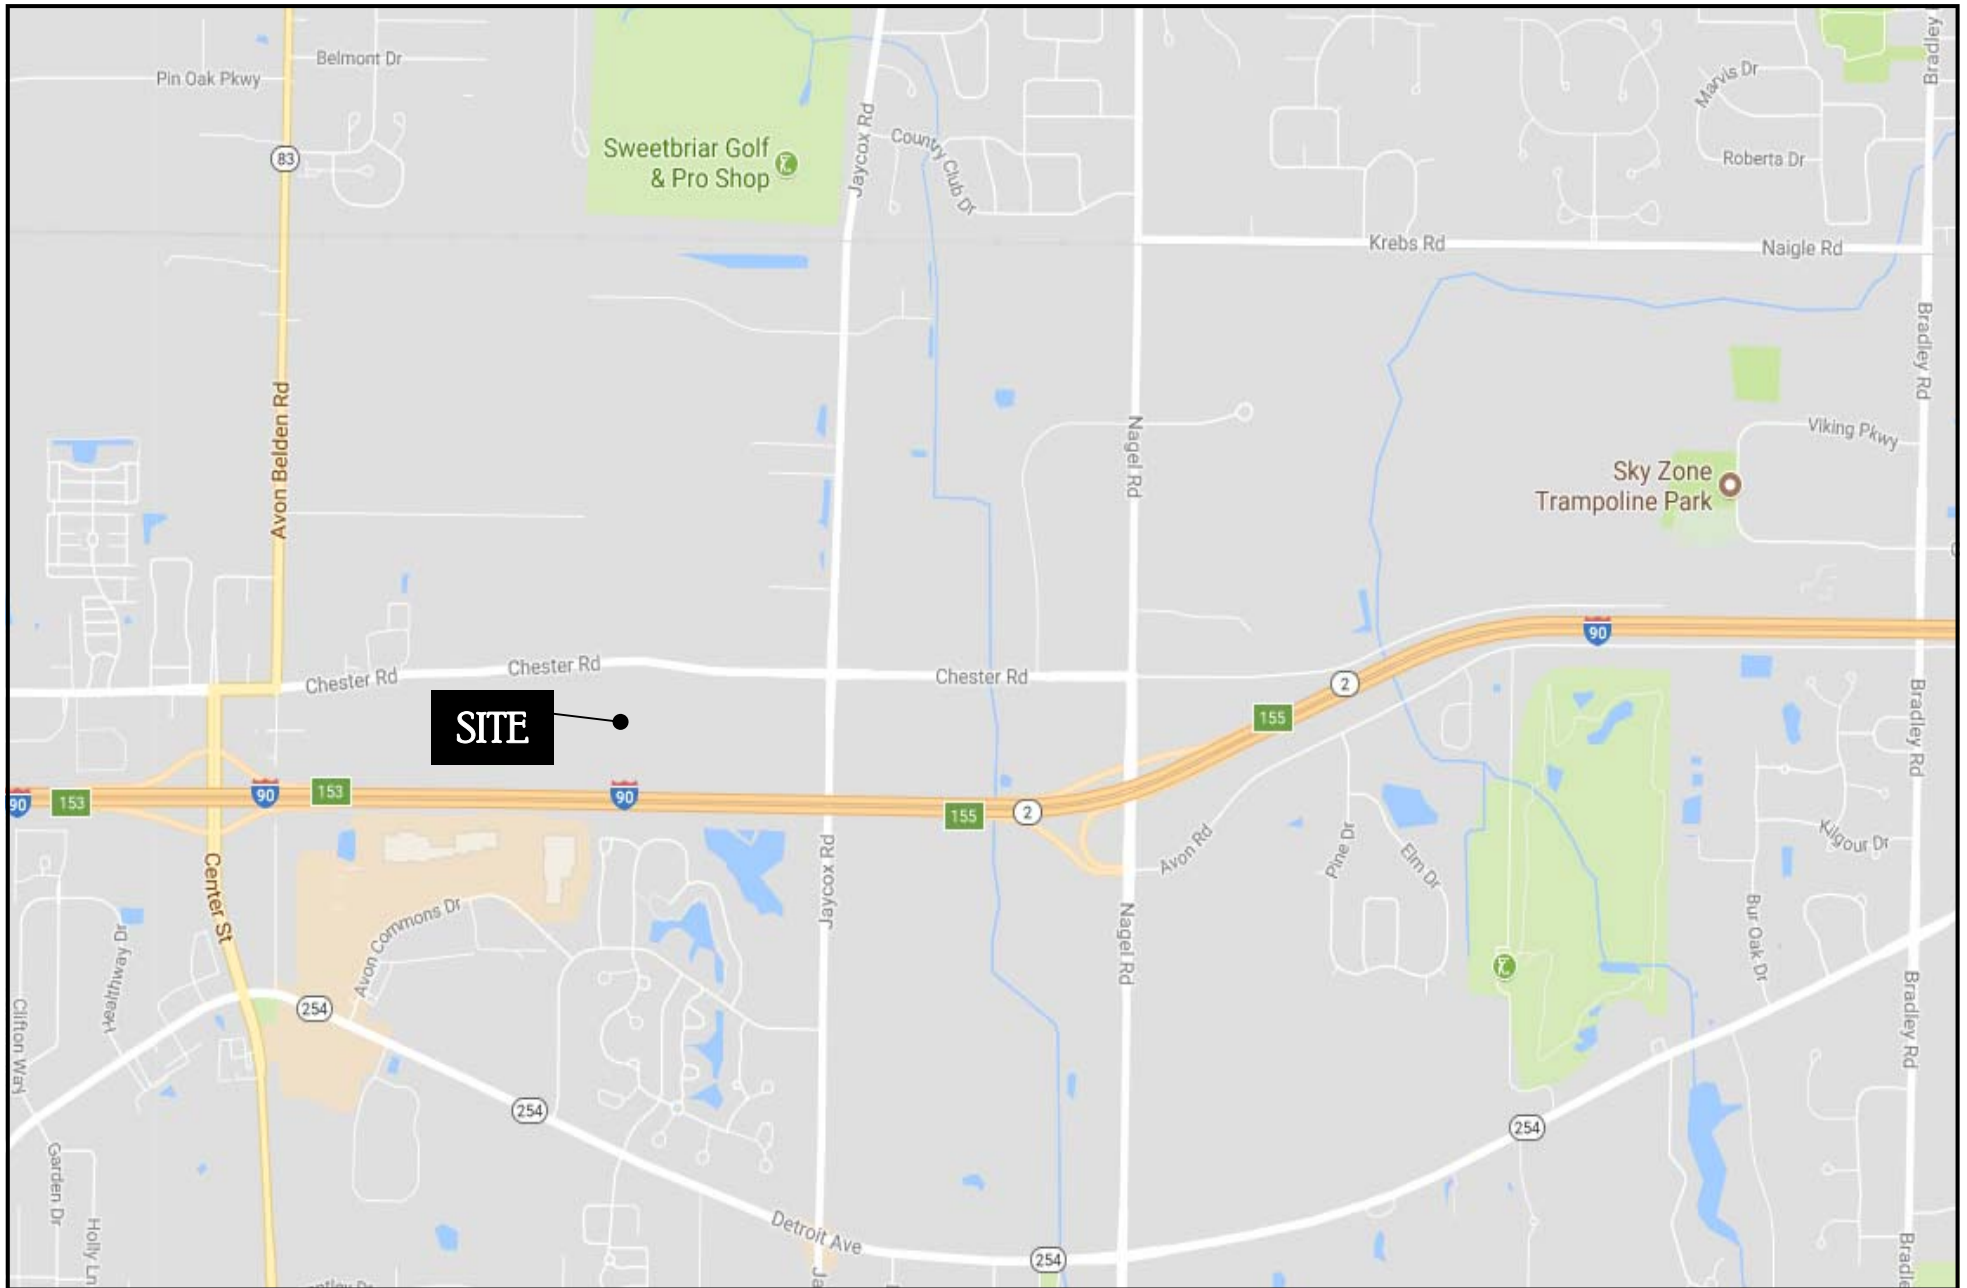 Belmont Dr
Pin Oak Pkwy
83
Sweetbriar Golf
& Pro Shop
Jaycox Rd
Country Club Dr
Marvis Dr
Roberta Dr
Bradley
Krebs Rd
Naigle Rd
Bradley Rd
Avon Belden Rd
Nagel Rd
Viking Pkwy
Sky Zone
Trampoline Park
90
Chester Rd
Chester Rd
Chester Rd
2
SITE
155
Bradley Rd
90
153
90
153
90
155
2
Center St
Jaycox Rd
Avon Rd
Pine Dr
Elm Dr
Kilgour Dr
Avon Commons Dr
Healthway Dr
Nagel Rd
Bur Oak Dr
254
Clifton Way
Bradley Rd
254
254
Garden Dr
Holly Ln
Detroit Ave
254
Ja
Bradle
ntley Dr